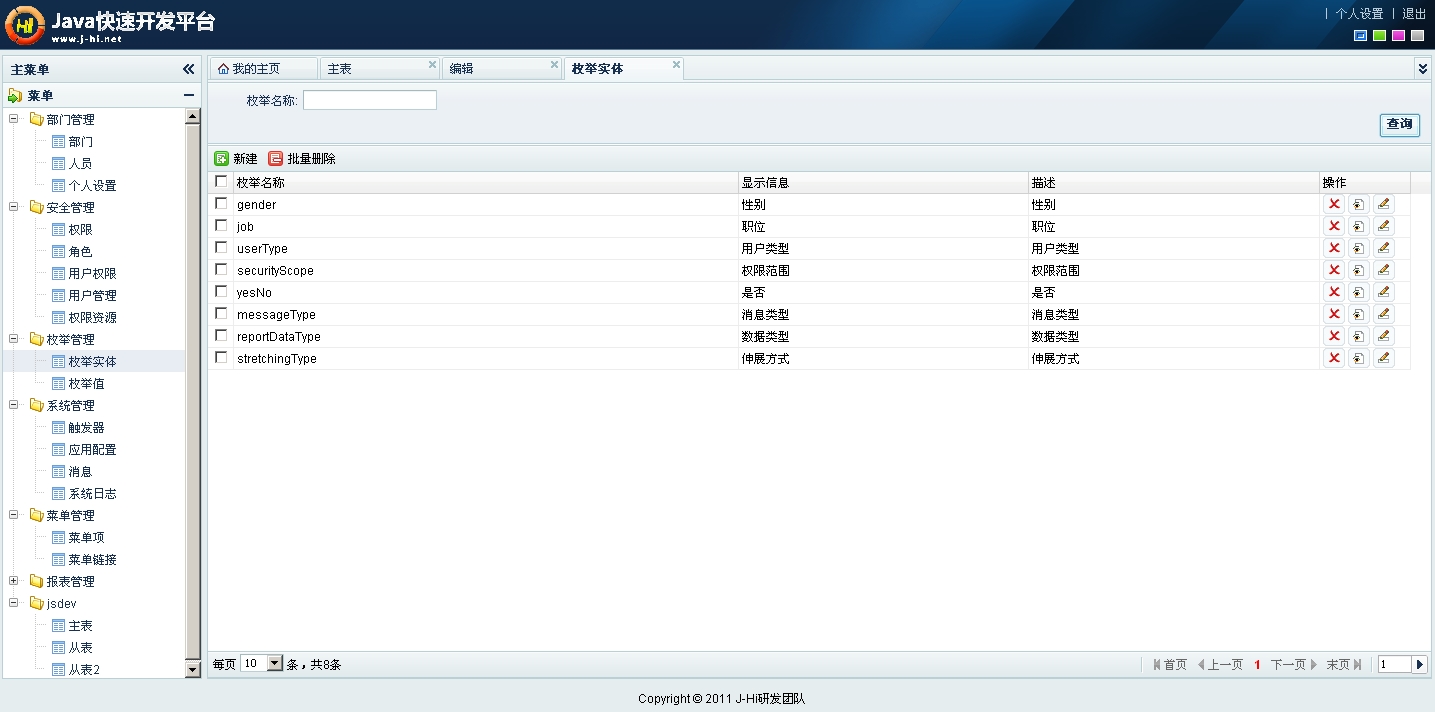 Java快速开发平台
www.j-hi.net
个人设置 | 退出
主菜单
菜单
部门管理
部门
人员
个人设置
安全管理
权限
角色
用户权限
用户管理
权限资源
枚举管理
枚举实体
枚举值
系统管理
触发器
应用配置
消息
系统日志
菜单管理
菜单项
菜单链接
报表管理
jsdev
主表
从表
从表2
我的主页 主表 编辑 枚举实体
枚举名称:
查询
新建 批量删除
枚举名称 显示信息 描述 操作
gender 性别 性别
job 职位 职位
userType 用户类型 用户类型
securityScope 权限范围 权限范围
yesNo 是否 是否
messageType 消息类型 消息类型
reportDataType 数据类型 数据类型
stretchingType 伸展方式 伸展方式
每页 10 条，共8条
首页 上一页 1 下一页 末页 1
Copyright © 2011 J-Hi研发团队